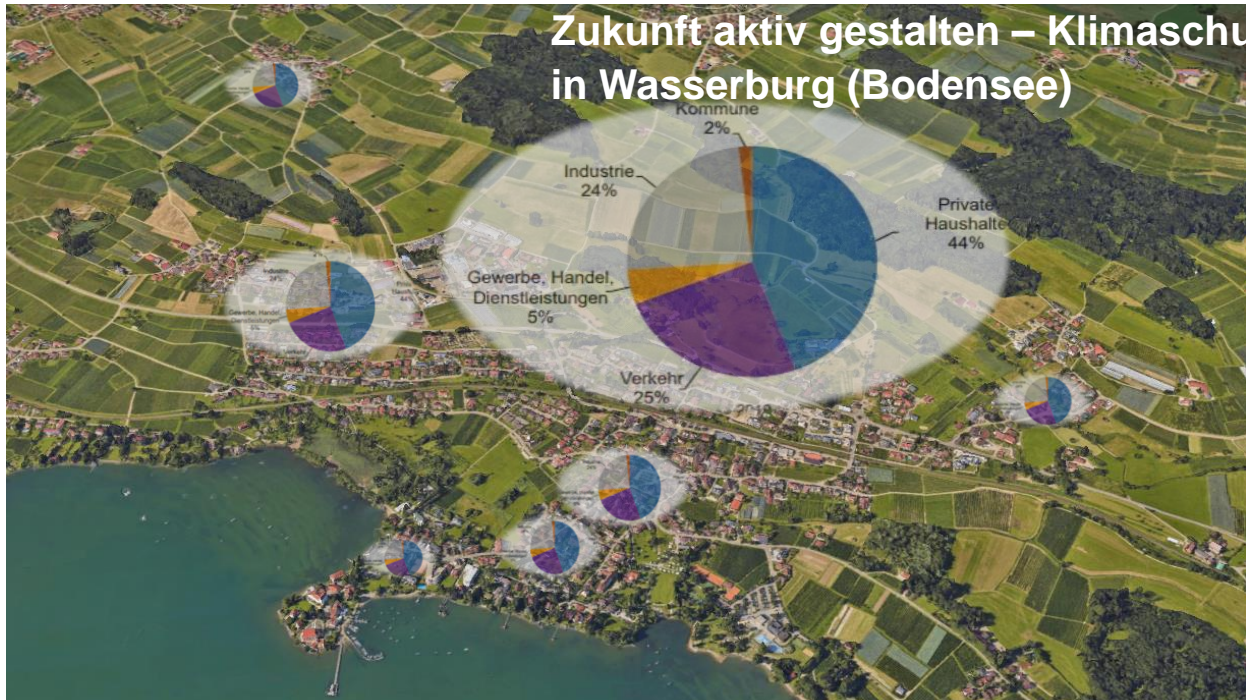 Zukunft aktiv gestalten – Klimaschu
in Wasserburg (Bodensee)
Kommune
2%
Industrie
24%
Private
Haushalte
44%
Gewerbe, Handel,
Dienstleistungen
5%
Verkehr
25%